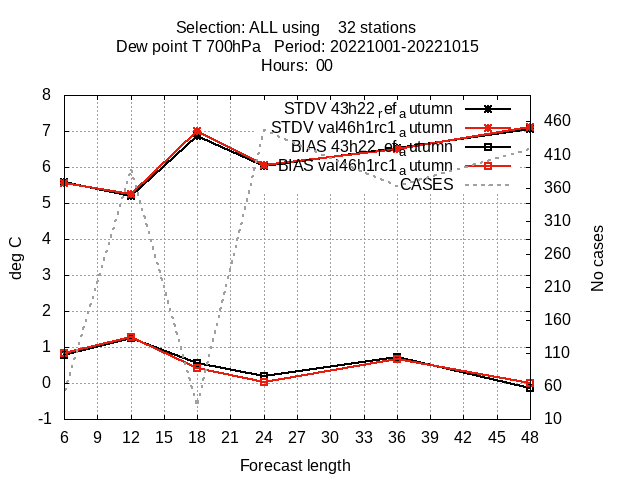 Selection: ALL using    32 stations
Dew point T 700hPa   Period: 20221001-20221015
Hours:  00
STDV 43h22_ref_autumn
STDV val46h1rc1_autumn
BIAS 43h22_ref_autumn
BIAS val46h1rc1_autumn
CASES
deg C
8
7
6
5
4
3
2
1
0
-1
460
410
360
310
260
210
160
110
60
10
No cases
6 9 12 15 18 21 24 27 30 33 36 39 42 45 48
Forecast length